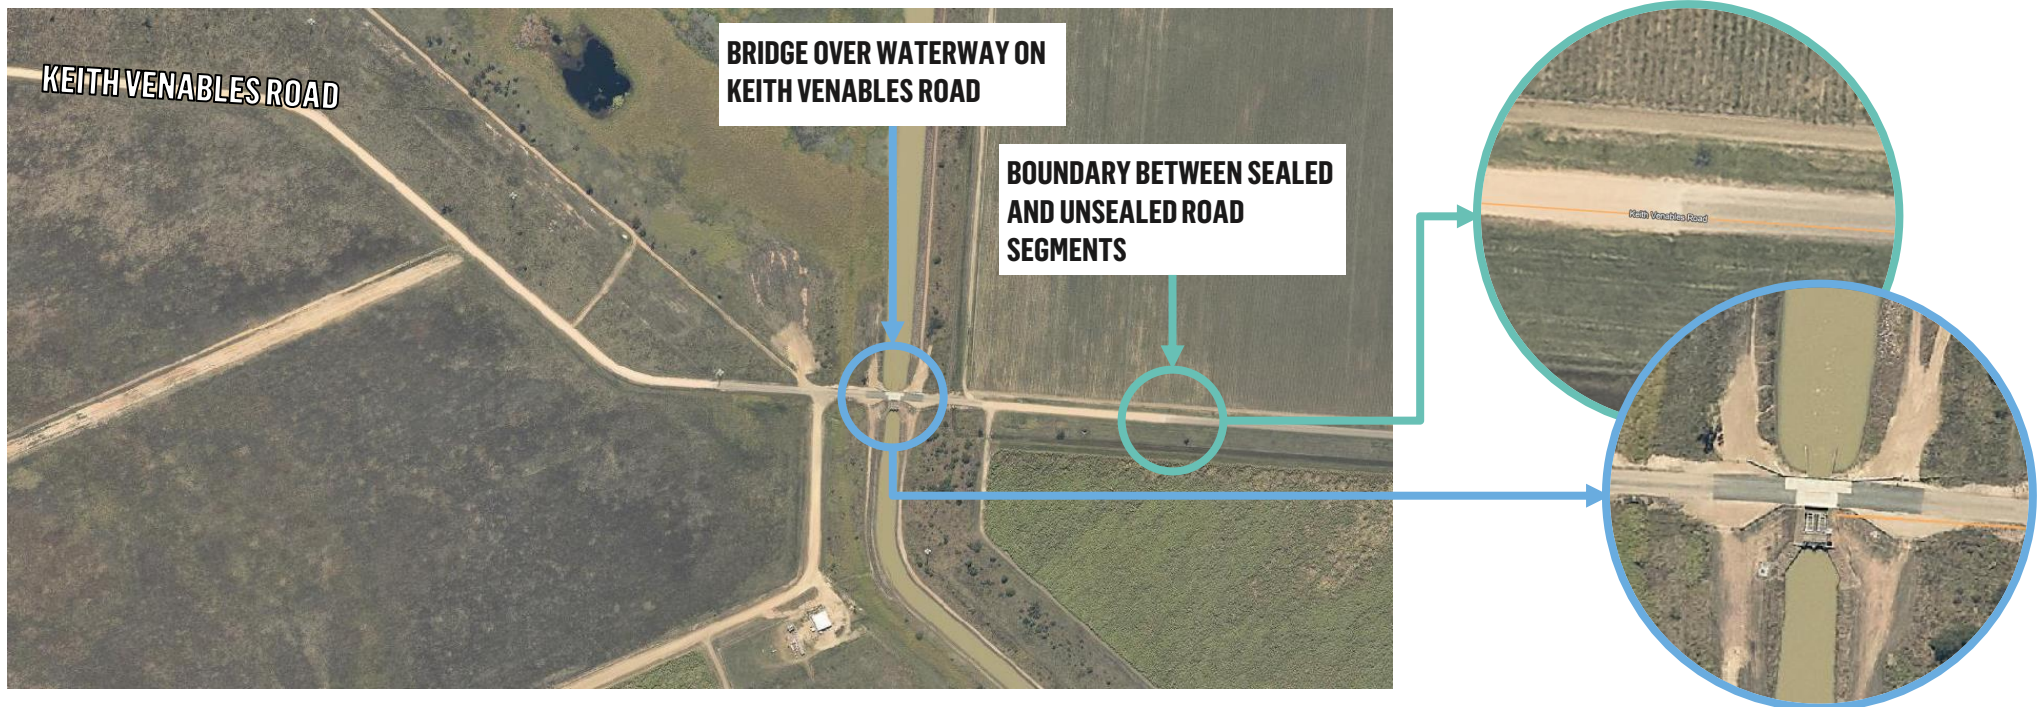 KEITH VENABLES ROAD
BRIDGE OVER WATERWAY ON
KEITH VENABLES ROAD
BOUNDARY BETWEEN SEALED
AND UNSEALED ROAD
SEGMENTS
Keith Venables Road